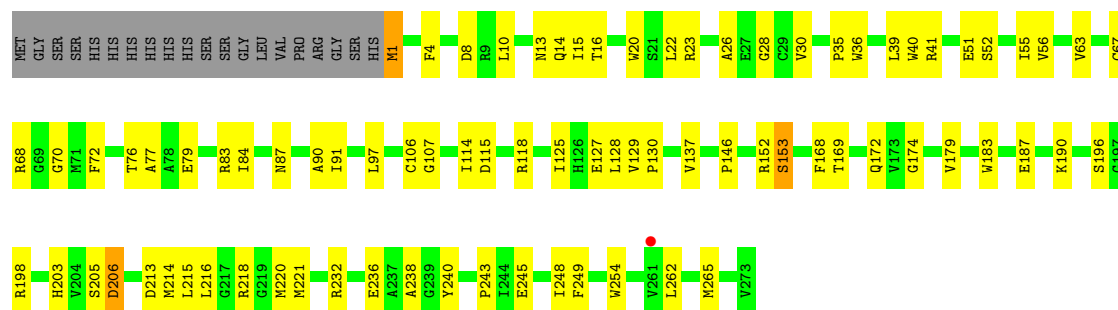 MET GLY SER SER HIS HIS HIS HIS HIS HIS SER SER GLY LEU VAL PRO ARG GLY SER HIS M1 F4 D8 R9 L10 N13 Q14 I15 T16 W20 S21 L22 R23 A26 E27 G28 C29 V30 P35 W36 L39 W40 R41 E51 S52 I55 V56 V63
R68 G69 G70 M71 F72 T76 A77 A78 E79 R83 I84 N87 A90 I91 L97 C106 G107 I114 D115 R118 I125 H126 E127 L128 V129 P130 V137 P146 R152 S153 F168 T169 Q172 V173 G174 V179 W183 E187 K190 S196
R198 H203 V204 S205 D206 D213 M214 L215 L216 G217 R218 G219 M220 M221 R232 E236 A237 A238 G239 Y240 P243 I244 E245 I248 F249 W254 V261 L262 M265 V273